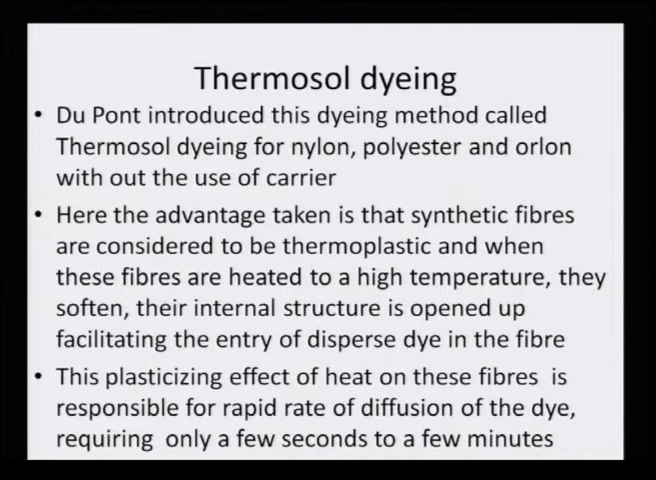 Thermosol dyeing
• Du Pont introduced this dyeing method called
Thermosol dyeing for nylon, polyester and orlon
with out the use of carrier
• Here the advantage taken is that synthetic fibres
are considered to be thermoplastic and when
these fibres are heated to a high temperature, they
soften, their internal structure is opened up
facilitating the entry of disperse dye in the fibre
• This plasticizing effect of heat on these fibres is
responsible for rapid rate of diffusion of the dye,
requiring only a few seconds to a few minutes